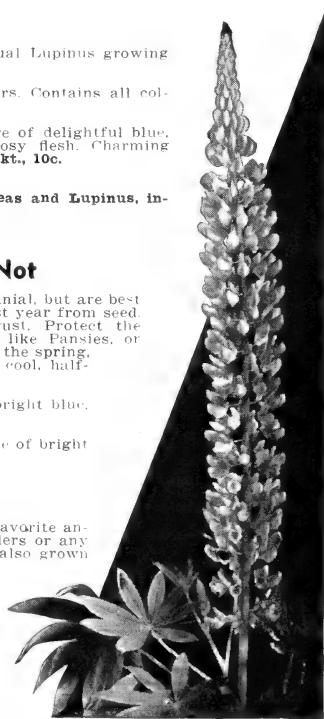 ual Lupinus growing
rs. Contains all col-
e of delightful blue,
osy flesh. Charming
kt., 10c.
eas and Lupinus, in-
Not
nial, but are best
st year from seed.
ust. Protect the
like Pansies, or
the spring,
cool, half-
bright blue,
e of bright
avorite an-
ders or any
also grown